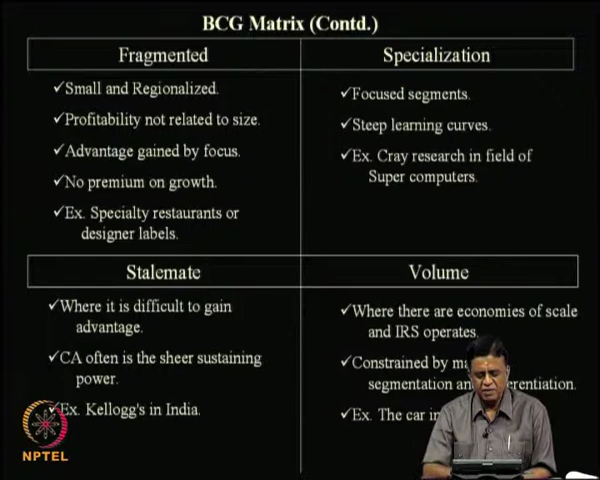 BCG Matrix (Contd.)
Fragmented
✓Small and Regionalized.
✓Profitability not related to size.
✓Advantage gained by focus.
✓No premium on growth.
✓Ex. Specialty restaurants or
designer labels.
Specialization
✓Focused segments.
✓Steep learning curves.
✓Ex. Cray research in field of
Super computers.
Stalemate
✓Where it is difficult to gain
advantage.
✓CA often is the sheer sustaining
power.
✓Ex. Kellogg's in India.
Volume
✓Where there are economies of scale
and IRS operates.
✓Constrained by
segmentation
✓Ex. The car
NPTEL